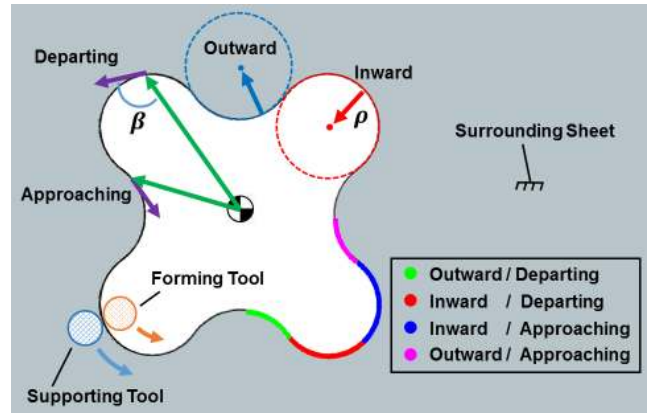 Departing
Outward
Inward
β
ρ
Surrounding Sheet
Approaching
Forming Tool
Supporting Tool
Outward / Departing
Inward / Departing
Inward / Approaching
Outward / Approaching